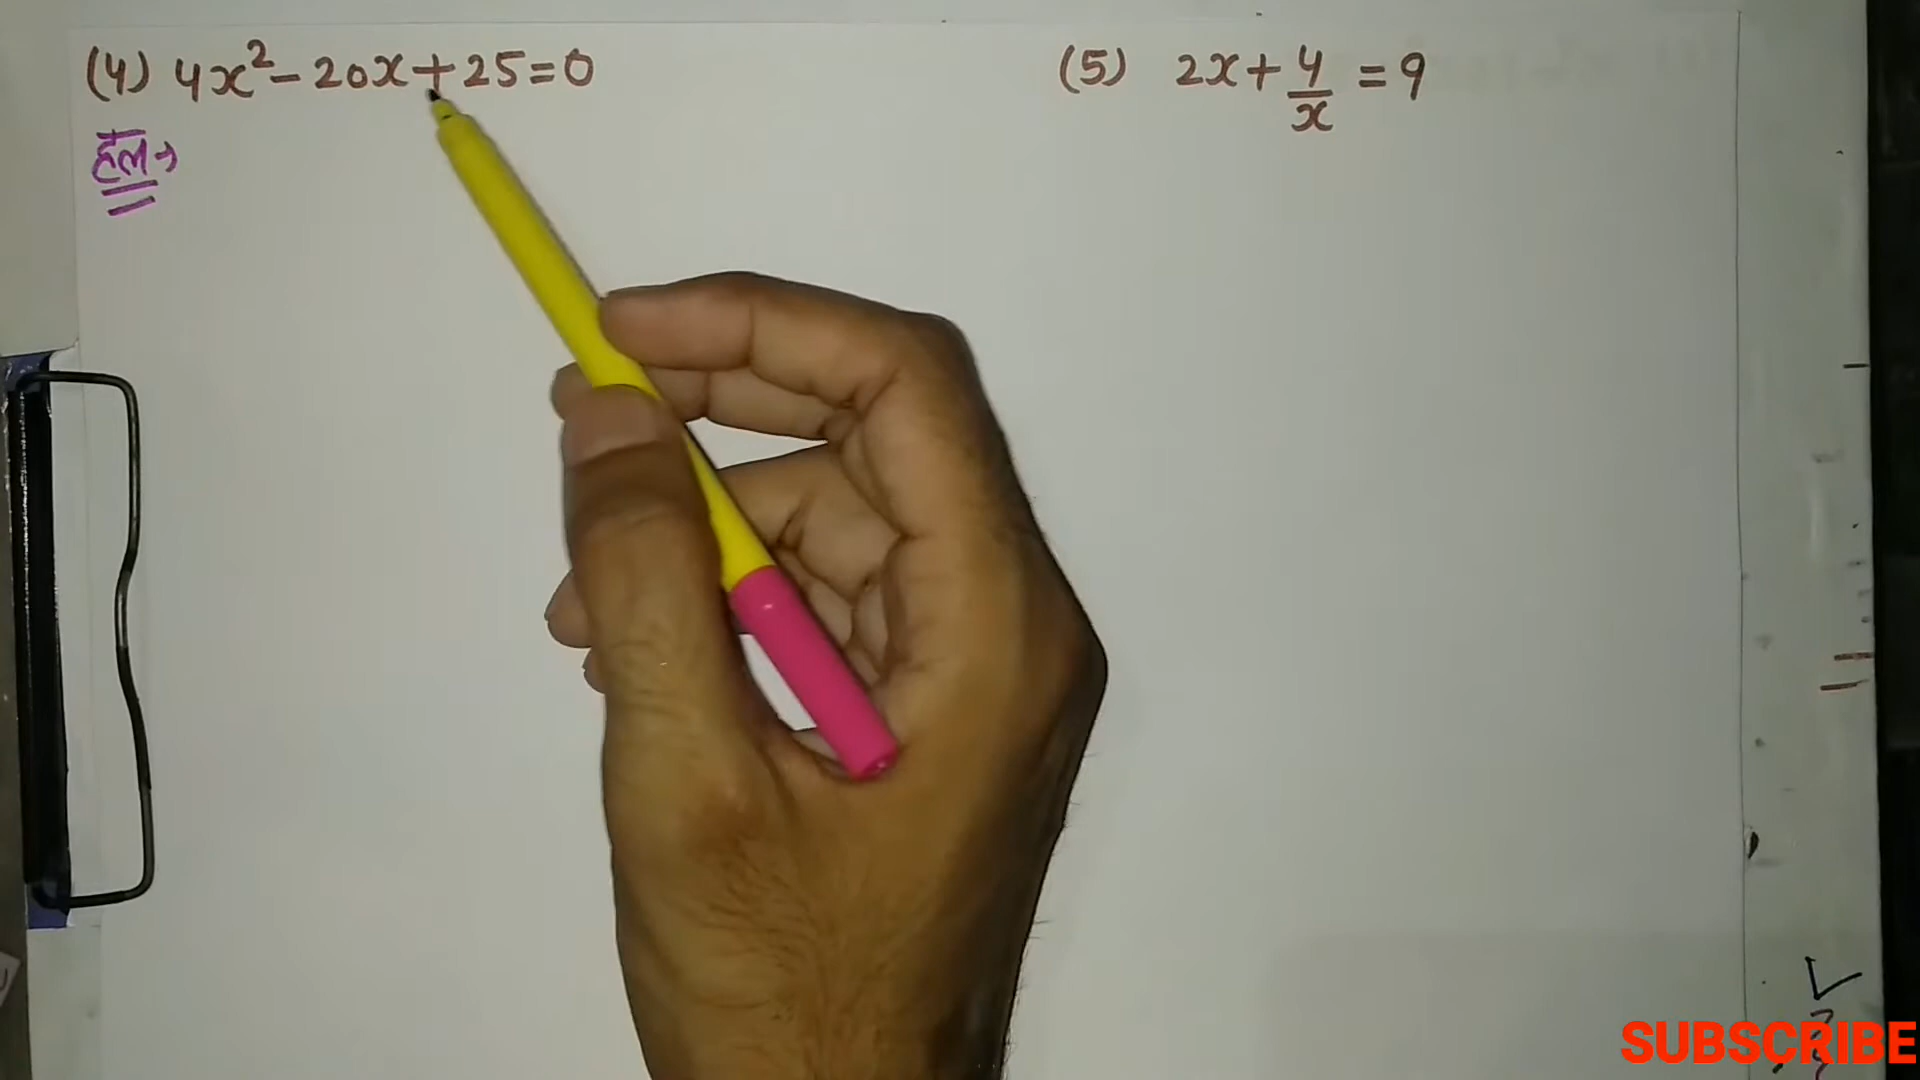 (4) 4x² - 20x + 25 = 0
हल→
(5) 2x + 4/x = 9
SUBSCRIBE